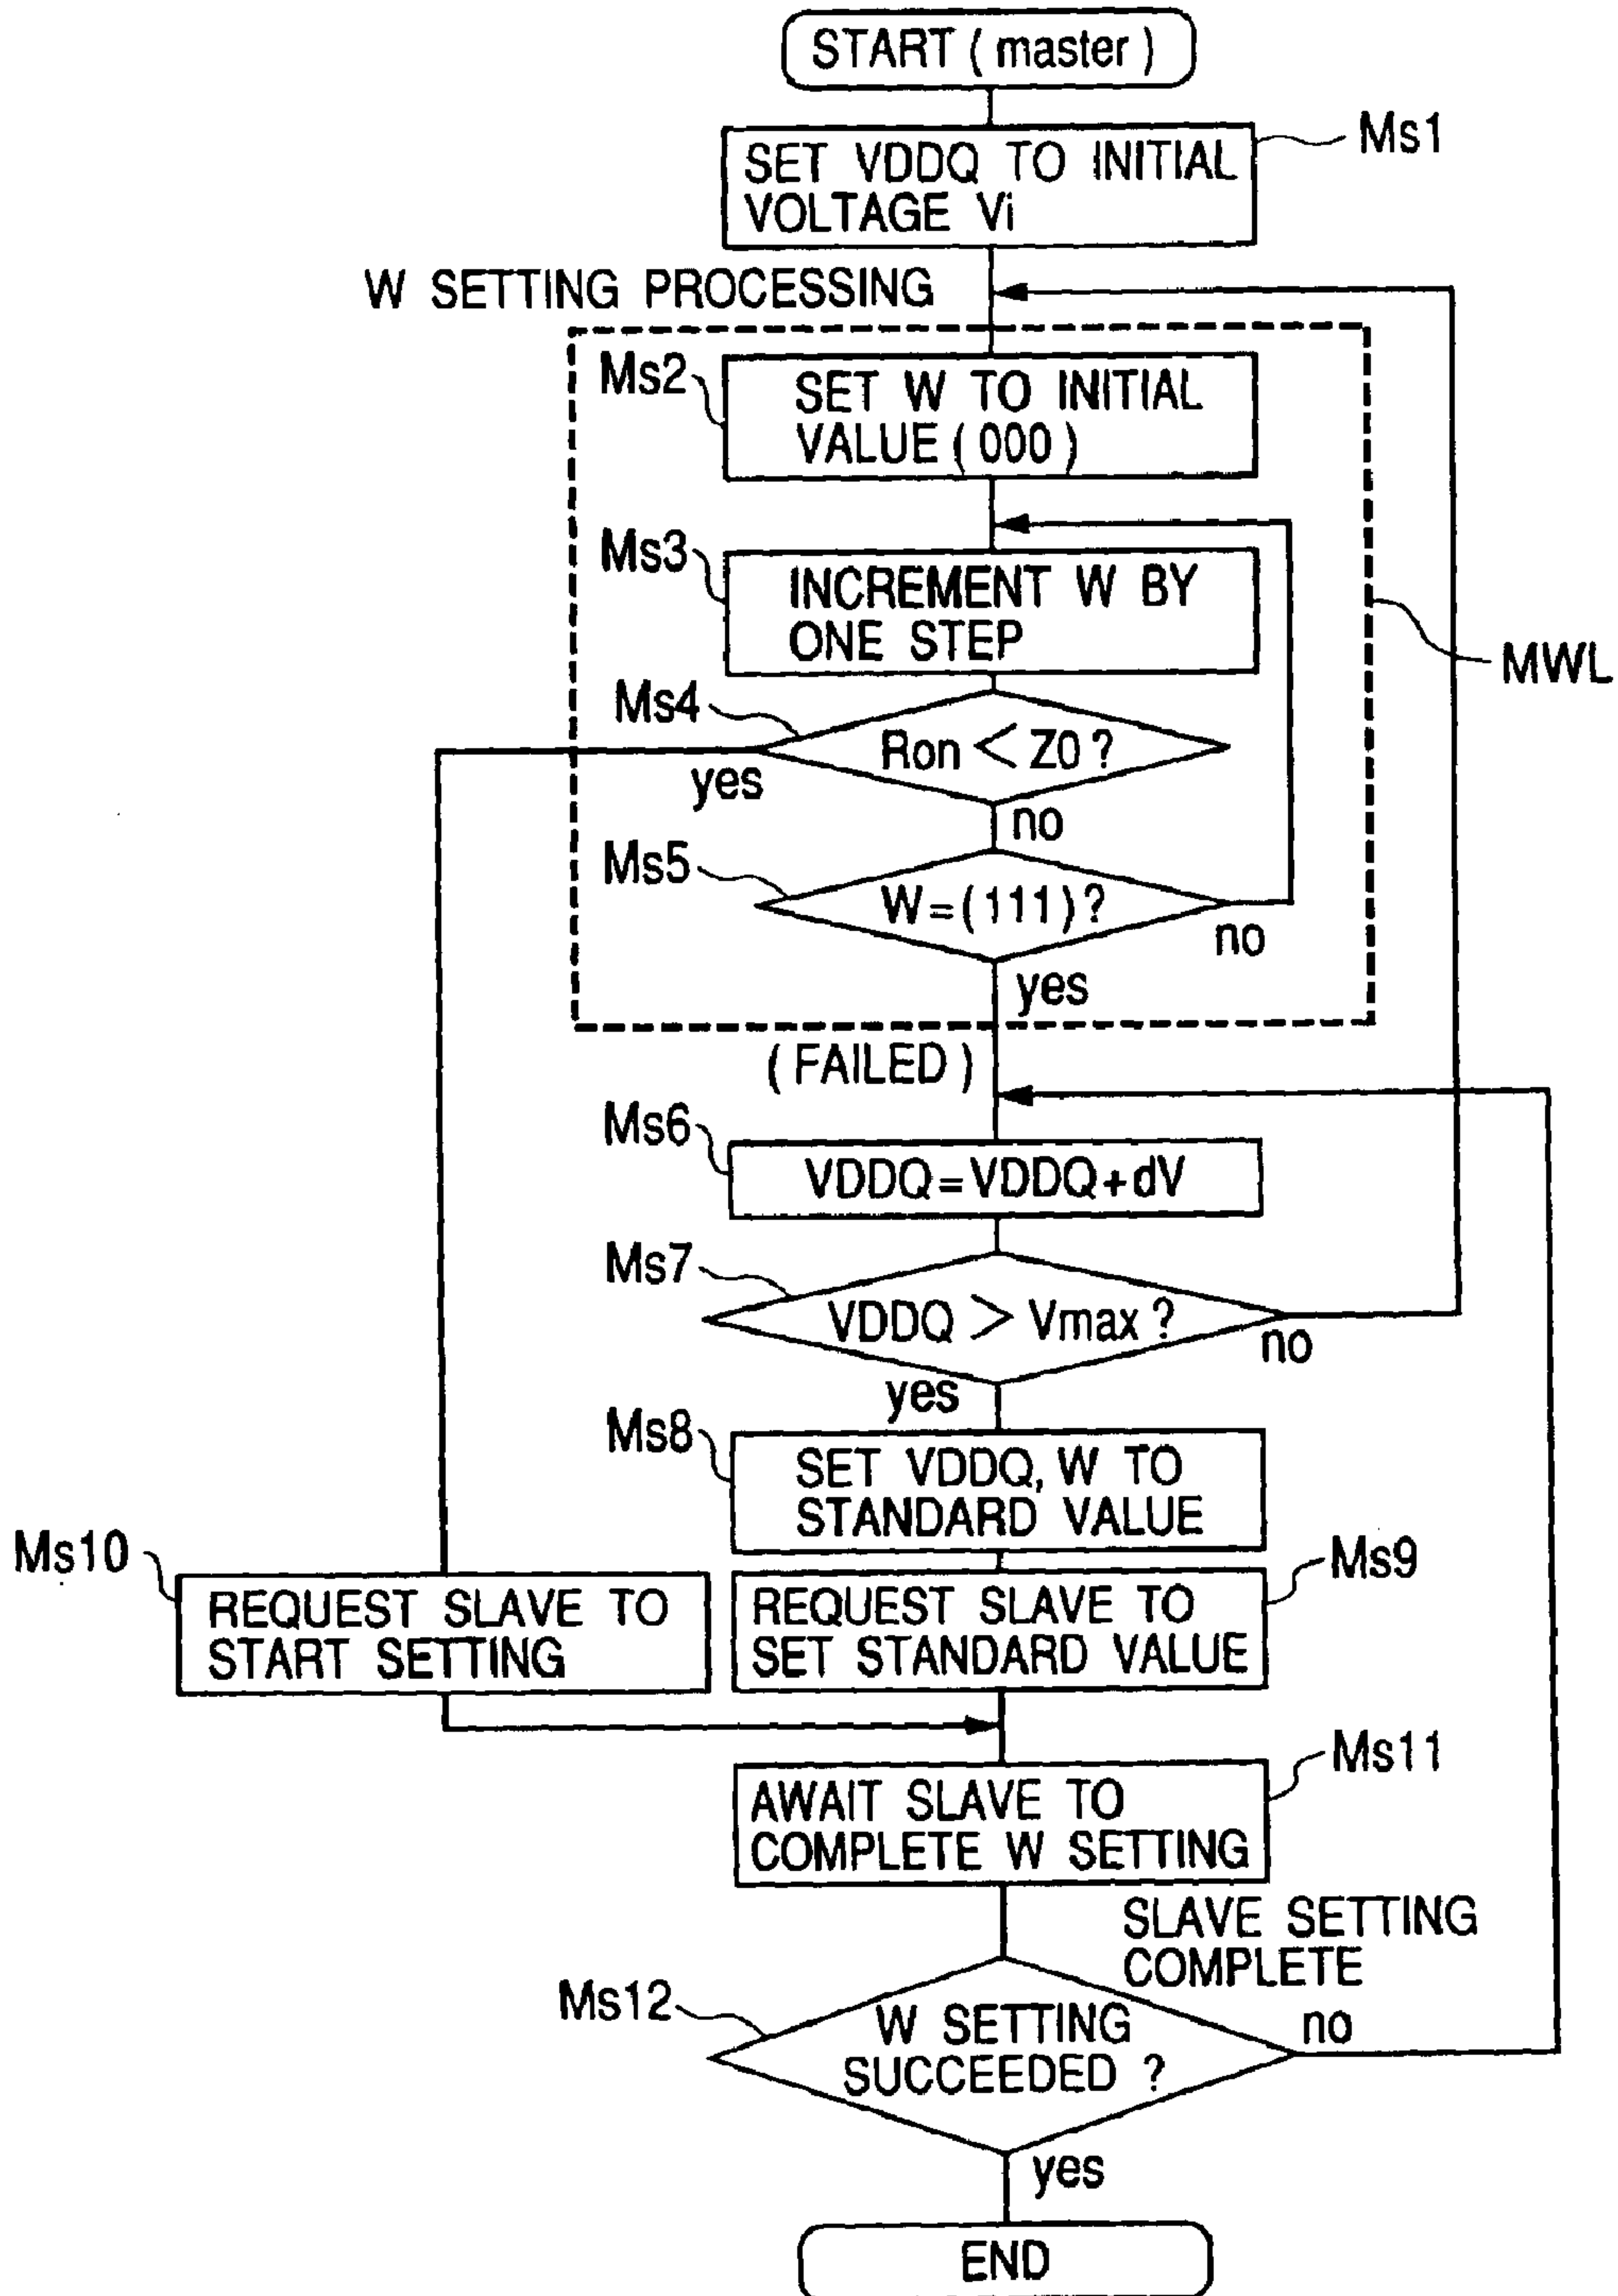 START ( master )
Ms1
SET VDDQ TO INITIAL
VOLTAGE Vi
W SETTING PROCESSING
Ms2
SET W TO INITIAL
VALUE ( 000 )
Ms3
INCREMENT W BY
ONE STEP
MWL
Ms4
Ron < Z0 ?
yes
no
Ms5
W = (111) ?
no
yes
( FAILED )
Ms6
VDDQ = VDDQ + dV
Ms7
VDDQ > Vmax ?
no
yes
Ms8
SET VDDQ, W TO
STANDARD VALUE
Ms10
REQUEST SLAVE TO
START SETTING
Ms9
REQUEST SLAVE TO
SET STANDARD VALUE
Ms11
AWAIT SLAVE TO
COMPLETE W SETTING
SLAVE SETTING
COMPLETE
Ms12
W SETTING
SUCCEEDED ?
no
yes
END